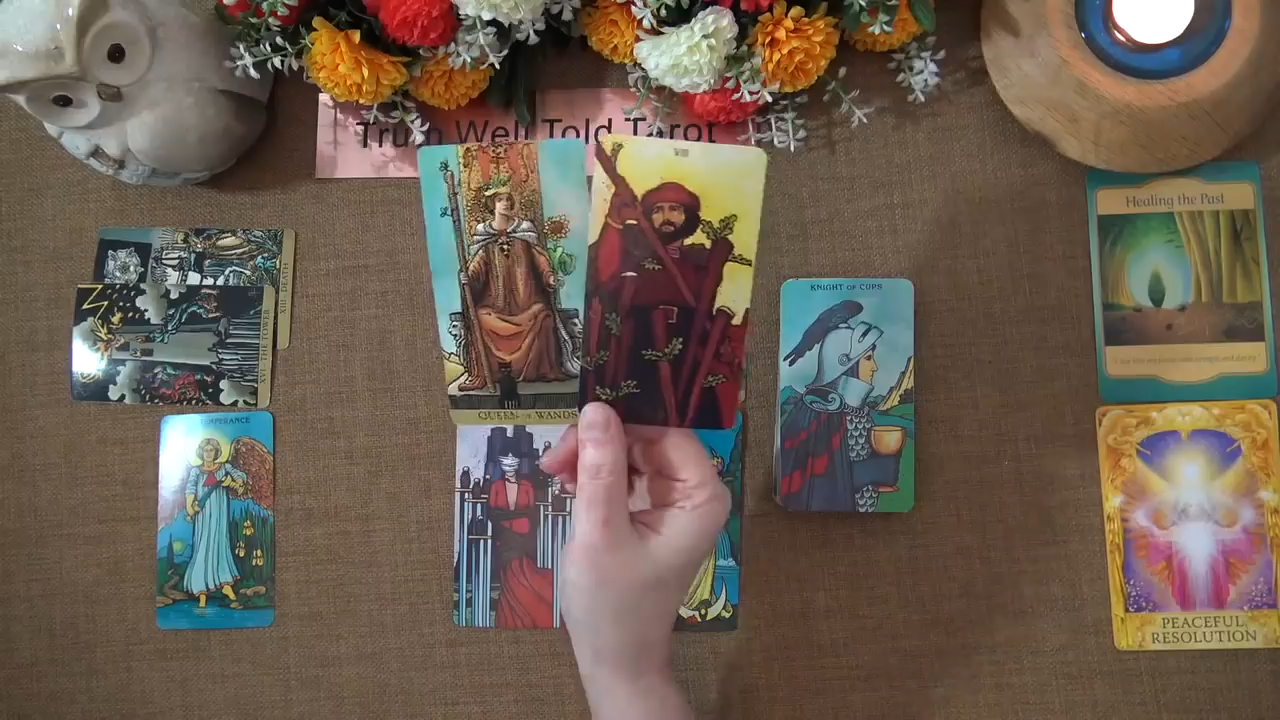 Truth Well Told Tarot
VIII
QUEEN OF WANDS
KNIGHT OF CUPS
XIII - DEATH
XVI - THE TOWER
TEMPERANCE
Healing the Past
PEACEFUL
RESOLUTION